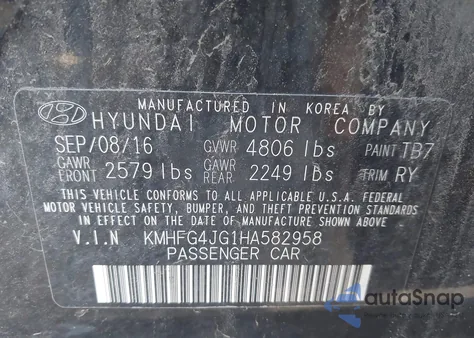 MANUFACTURED IN KOREA BY
HYUNDAI MOTOR COMPANY
SEP/08/16 GVWR 4806 lbs PAINT TB7
GAWR FRONT 2579 lbs GAWR REAR 2249 lbs TRIM RY
THIS VEHICLE CONFORMS TO ALL APPLICABLE U.S.A. FEDERAL
MOTOR VEHICLE SAFETY, BUMPER, AND THEFT PREVENTION STANDARDS
IN EFFECT ON THE DATE OF MANUFACTURE SHOWN ABOVE.
V.I.N KMHFG4JG1HA582958
PASSENGER CAR
autaSnap